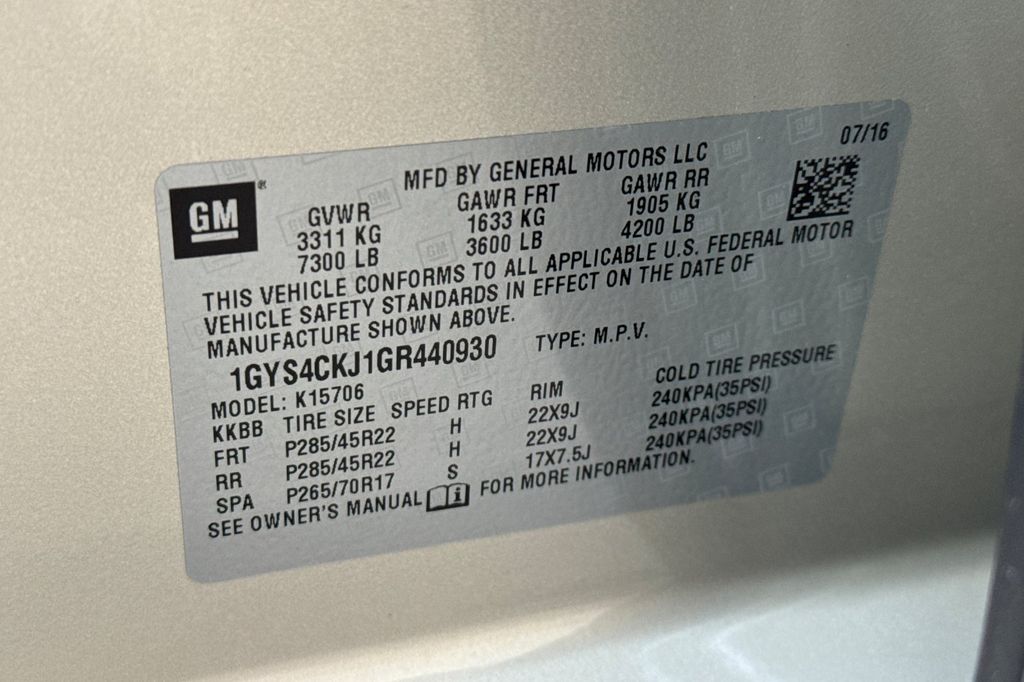 07/16
GM®
MFD BY GENERAL MOTORS LLC
GVWR GAWR FRT GAWR RR
3311 KG 1633 KG 1905 KG
7300 LB 3600 LB 4200 LB
THIS VEHICLE CONFORMS TO ALL APPLICABLE U.S. FEDERAL MOTOR
VEHICLE SAFETY STANDARDS IN EFFECT ON THE DATE OF
MANUFACTURE SHOWN ABOVE.
1GYS4CKJ1GR440930 TYPE: M.P.V.
MODEL: K15706
KKBB TIRE SIZE SPEED RTG RIM COLD TIRE PRESSURE
FRT P285/45R22 H 22X9J 240KPA(35PSI)
RR P285/45R22 H 22X9J 240KPA(35PSI)
SPA P265/70R17 S 17X7.5J 240KPA(35PSI)
SEE OWNER'S MANUAL i FOR MORE INFORMATION.